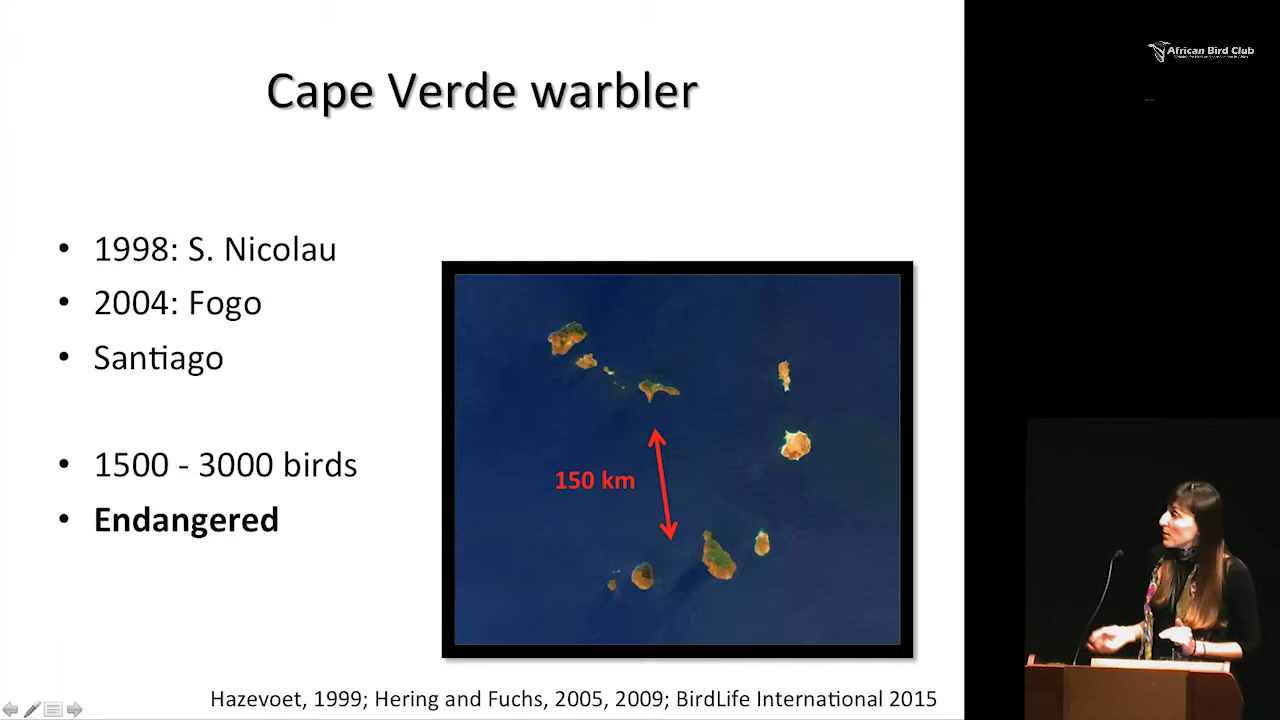 Cape Verde warbler
• 1998: S. Nicolau
• 2004: Fogo
• Santiago
• 1500 - 3000 birds
• Endangered
150 km
Hazevoet, 1999; Hering and Fuchs, 2005, 2009; BirdLife International 2015
African Bird Club